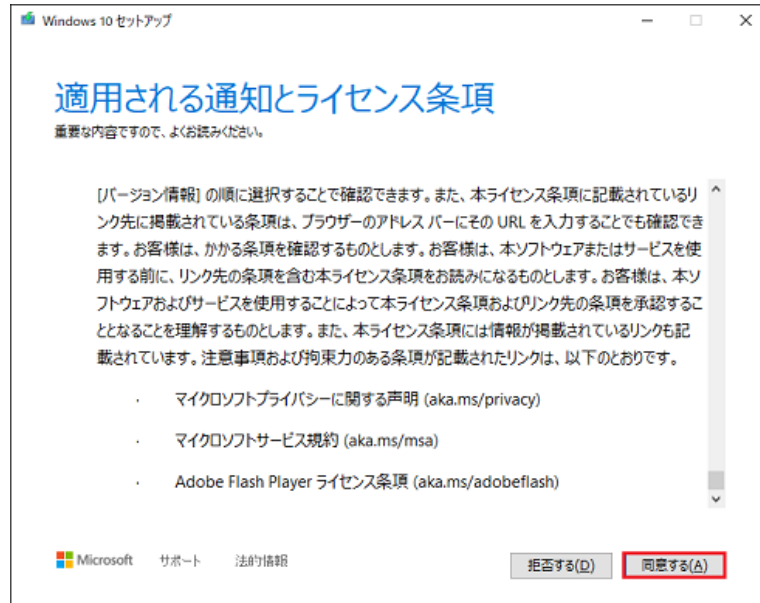 Windows 10 セットアップ
適用される通知とライセンス条項
重要な内容ですので、よくお読みください。
[バージョン情報] の順に選択することで確認できます。また、本ライセンス条項に記載されているリ
ンク先に掲載されている条項は、ブラウザーのアドレス バーにその URL を入力することでも確認でき
ます。お客様は、かかる条項を確認するものとします。お客様は、本ソフトウェアまたはサービスを使
用する前に、リンク先の条項を含む本ライセンス条項をお読みになるものとします。お客様は、本ソ
フトウェアおよびサービスを使用することによって本ライセンス条項およびリンク先の条項を承認するこ
ととなることを理解するものとします。また、本ライセンス条項には情報が掲載されているリンクも記
載されています。注意事項および拘束力のある条項が記載されたリンクは、以下のとおりです。
· マイクロソフトプライバシーに関する声明 (aka.ms/privacy)
· マイクロソフトサービス規約 (aka.ms/msa)
· Adobe Flash Player ライセンス条項 (aka.ms/adobeflash)
Microsoft サポート 法的情報 拒否する(D) 同意する(A)